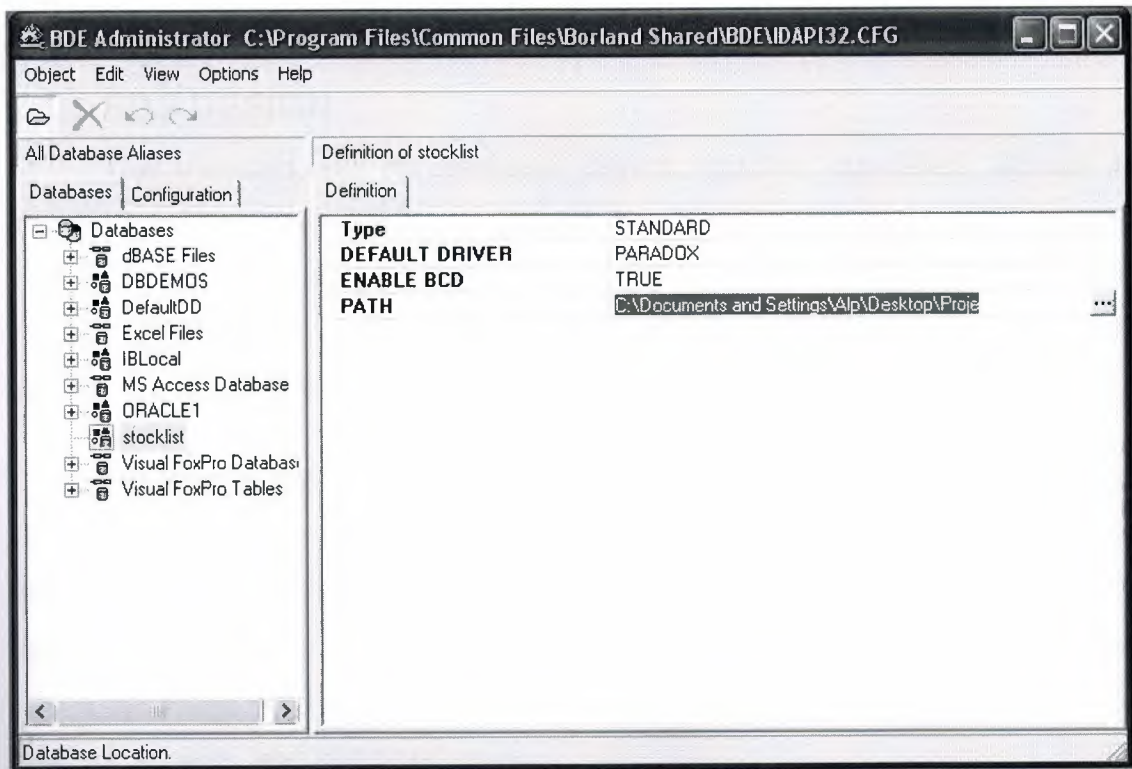 BDE Administrator C:\Program Files\Common Files\Borland Shared\BDE\IDAPI32.CFG
Object Edit View Options Help
All Database Aliases
Definition of stocklist
Databases Configuration
Definition
Databases
dBASE Files
DBDEMOS
DefaultDD
Excel Files
IBLocal
MS Access Database
ORACLE1
stocklist
Visual FoxPro Databas
Visual FoxPro Tables
Type STANDARD
DEFAULT DRIVER PARADOX
ENABLE BCD TRUE
PATH C:\Documents and Settings\Alp\Desktop\Proje
...
Database Location.